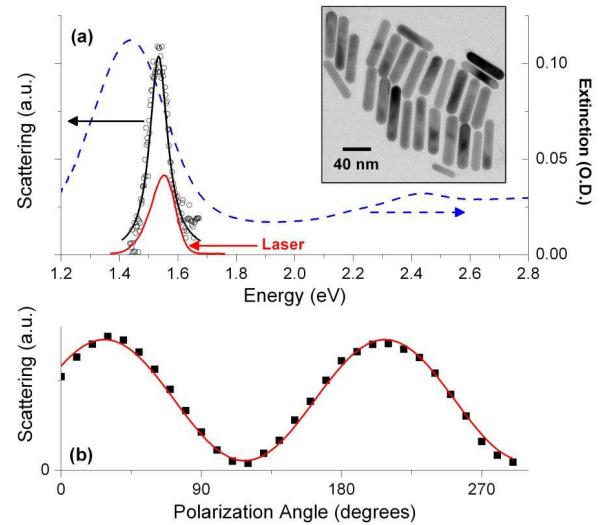 (a)
Scattering (a.u.)
0.10
0.05
0.00
Extinction (O.D.)
40 nm
Laser
1.2 1.4 1.6 1.8 2.0 2.2 2.4 2.6 2.8
Energy (eV)
Scattering (a.u.)
(b)
0
0 90 180 270
Polarization Angle (degrees)